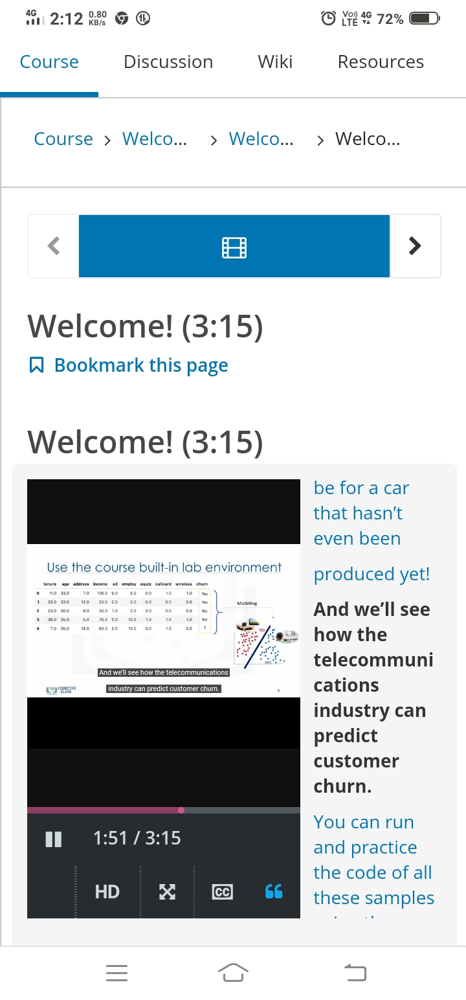 4G 2:12 0.80 KB/s Vo)) LTE 4G 72%
Course Discussion Wiki Resources
Course > Welco... > Welco... > Welco...
Welcome! (3:15)
Bookmark this page
Welcome! (3:15)
Use the course built-in lab environment
tenure age address income ed employ equip callcard wireless churn
0 11.0 33.0 7.0 136.0 5.0 5.0 0.0 1.0 1.0 Yes
1 33.0 33.0 12.0 33.0 2.0 0.0 0.0 0.0 0.0 Yes
2 23.0 30.0 9.0 30.0 1.0 2.0 0.0 0.0 0.0 No
3 38.0 35.0 5.0 76.0 2.0 10.0 1.0 1.0 1.0 No
4 7.0 35.0 14.0 80.0 2.0 15.0 0.0 1.0 0.0 ?
Modeling
No
yes
And we'll see how the telecommunications
industry can predict customer churn.
COGNITIVE
CLASS
8
1:51 / 3:15
HD CC
be for a car
that hasn’t
even been
produced yet!
And we’ll see
how the
telecommuni
cations
industry can
predict
customer
churn.
You can run
and practice
the code of all
these samples